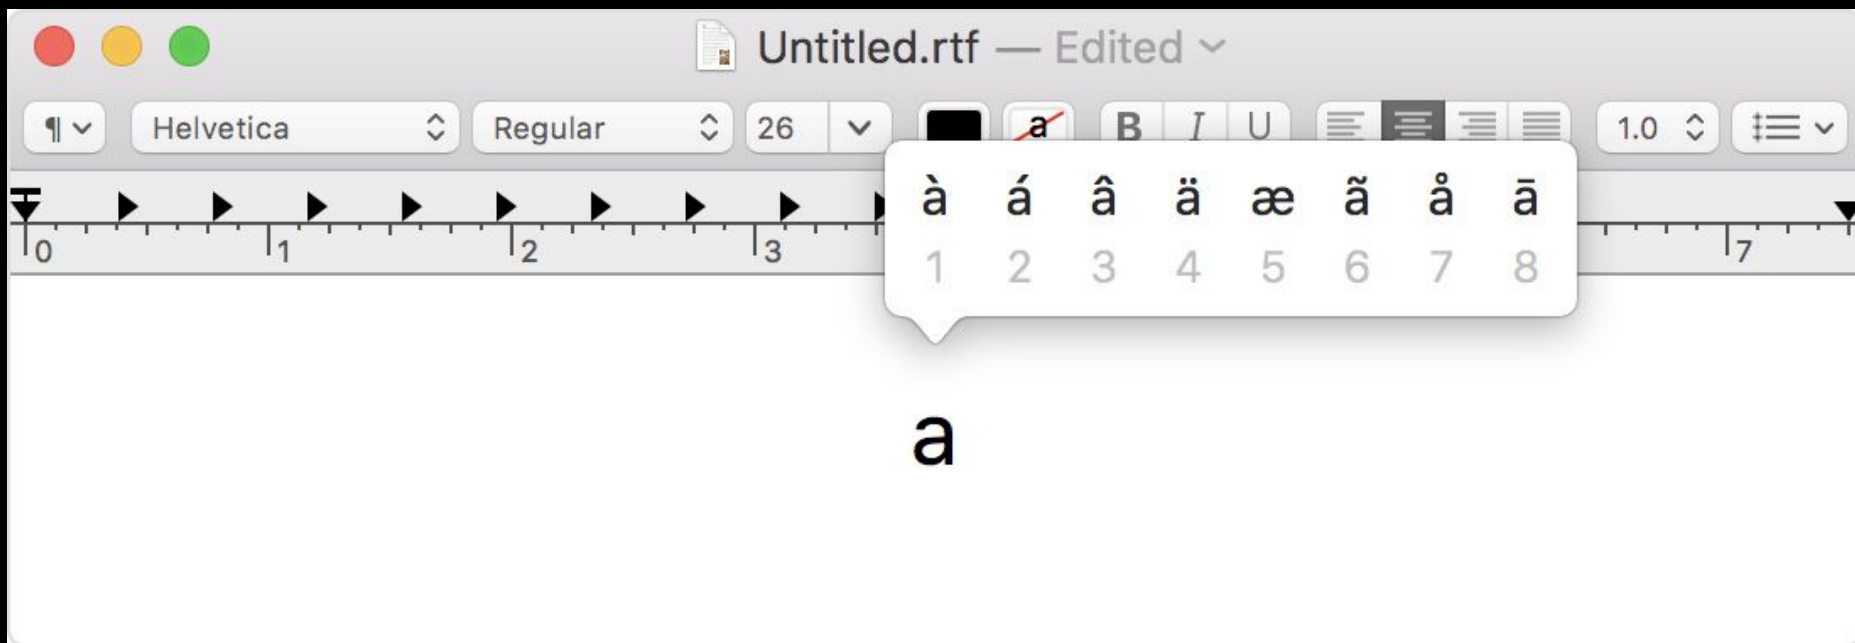 Untitled.rtf — Edited
¶ Helvetica Regular 26 a B I U 1.0
0 1 2 3 7
à á â ä æ ã å ā
1 2 3 4 5 6 7 8
a